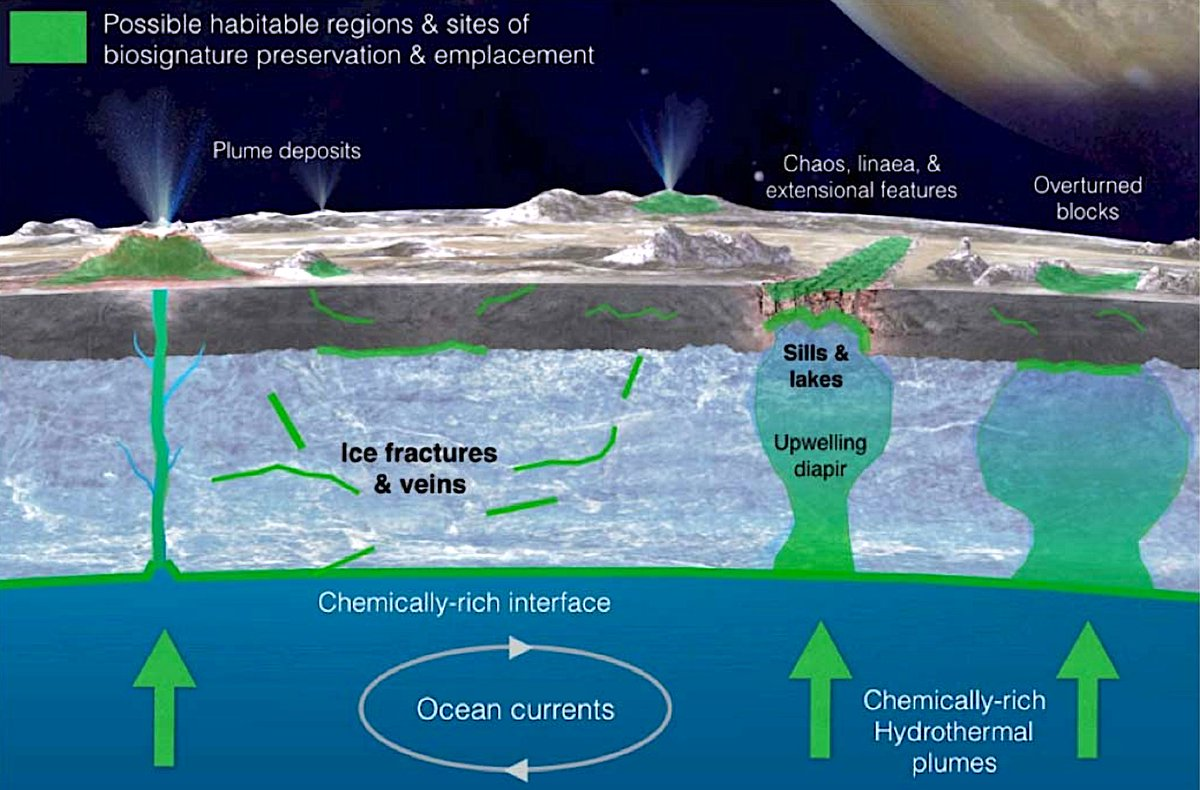 Possible habitable regions & sites of
biosignature preservation & emplacement
Plume deposits
Chaos, linaea, &
extensional features
Overturned
blocks
Sills &
lakes
Ice fractures
& veins
Upwelling
diapir
Chemically-rich interface
Ocean currents
Chemically-rich
Hydrothermal
plumes